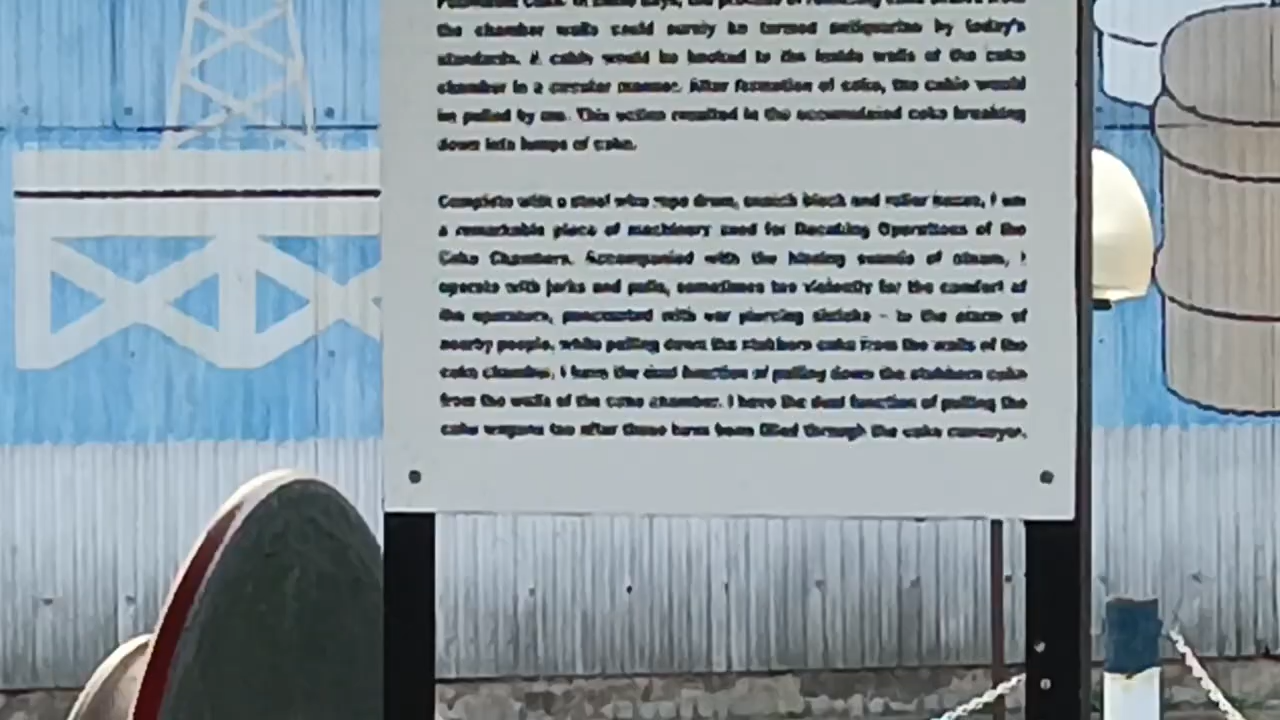 the chamber walls could surely be termed antiquarian by today's
standards. A cable would be hooked to the inside walls of the coke
chamber in a circular manner. After formation of coke, the cable would
be pulled by me. This action resulted in the accumulated coke breaking
down into lumps of coke.
Complete with a steel wire rope drum, snatch block and roller boxes, I am
a remarkable piece of machinery used for Decoking Operations of the
Coke Chambers. Accompanied with the hissing sounds of steam, I
operate with jerks and pulls, sometimes too violently for the comfort of
the operators, punctuated with ear piercing shrieks - to the alarm of
nearby people, while pulling down the stubborn coke from the walls of the
coke chamber. I have the dual function of pulling down the stubborn coke
from the walls of the coke chamber. I have the dual function of pulling the
coke wagons too after these have been filled through the coke conveyor.